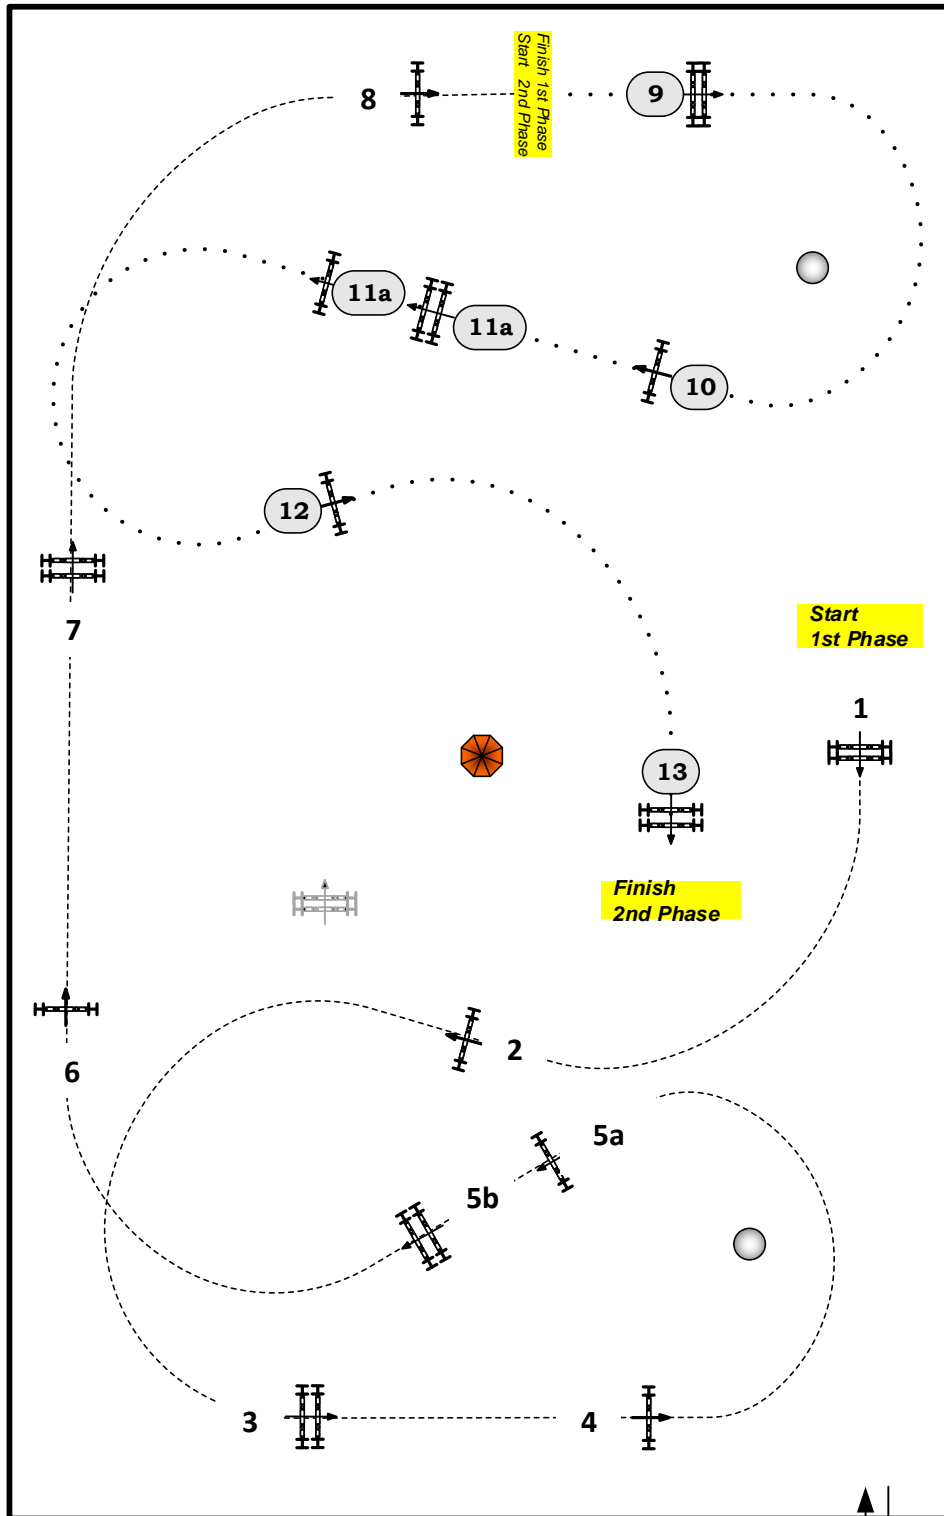 Finish 1st Phase
Start 2nd Phase
8
9
11a
11a
10
12
7
Start
1st Phase
1
13
Finish
2nd Phase
2
6
5a
5b
3
4